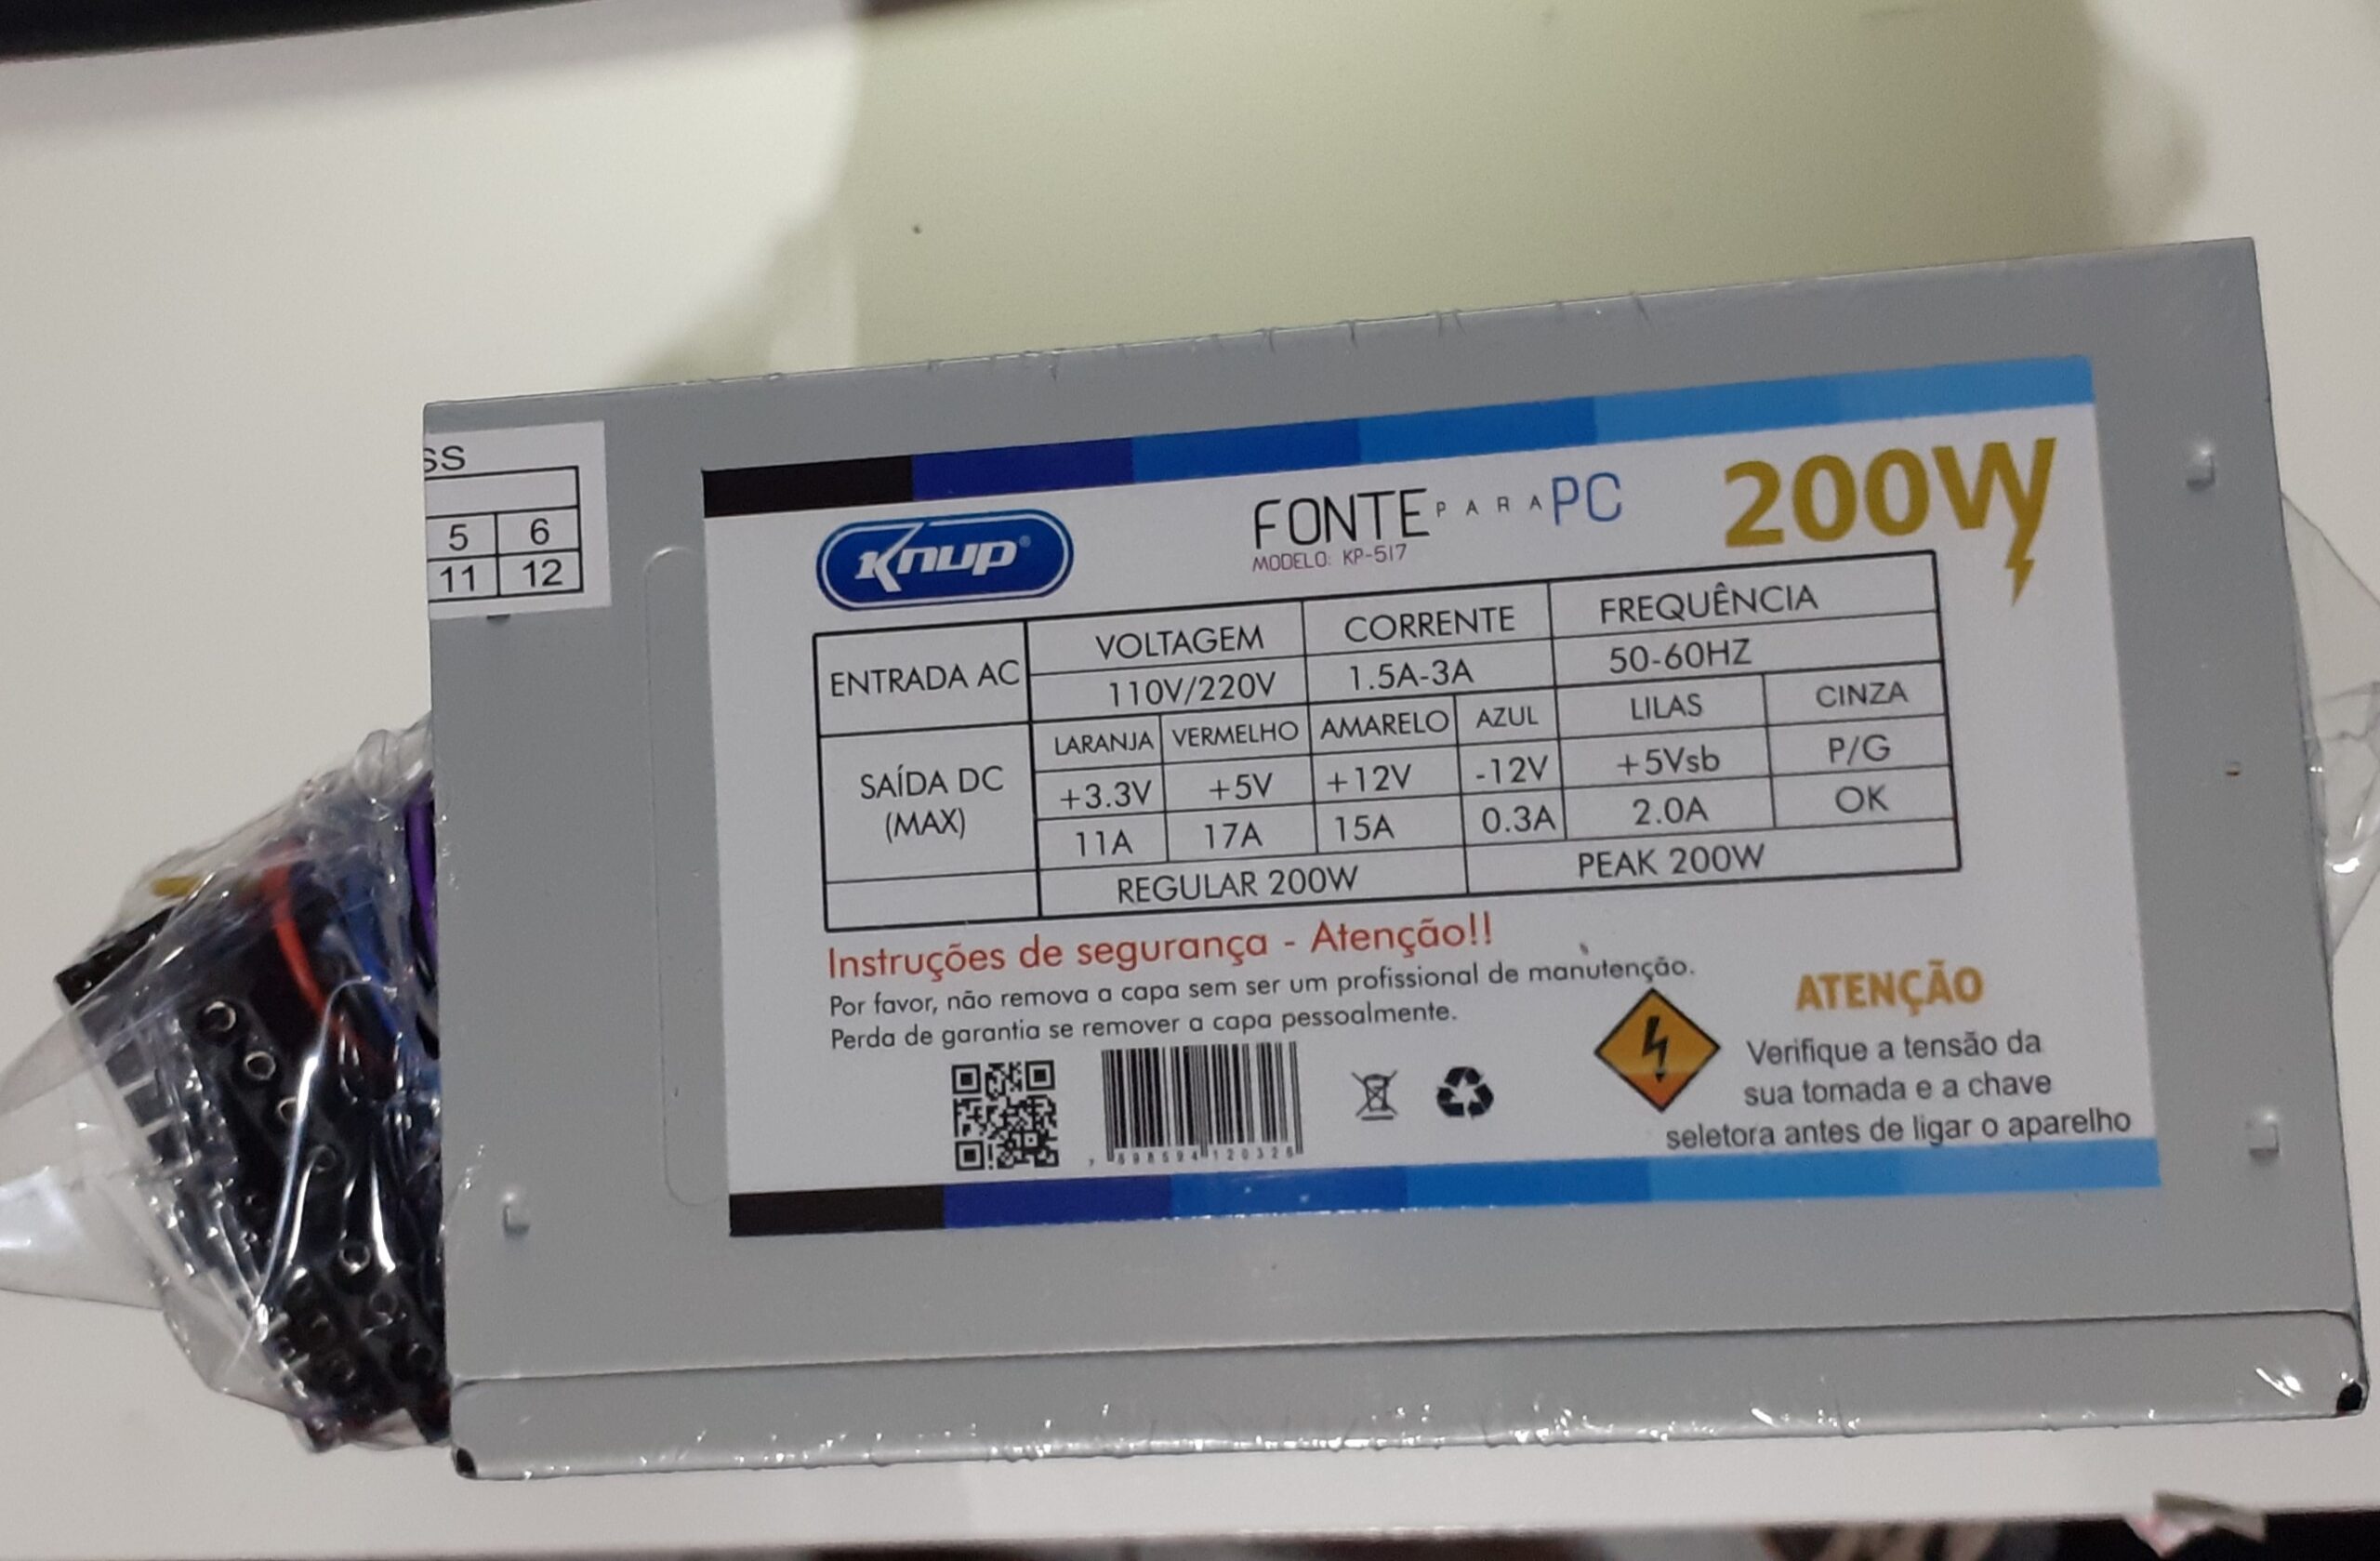 SS
5 6
11 12
Knup®
FONTE PARA PC
MODELO: KP-517
200W
ENTRADA AC
VOLTAGEM CORRENTE FREQUÊNCIA
110V/220V 1.5A-3A 50-60HZ
SAÍDA DC
(MAX)
LARANJA VERMELHO AMARELO AZUL LILAS CINZA
+3.3V +5V +12V -12V +5Vsb P/G
11A 17A 15A 0.3A 2.0A OK
REGULAR 200W PEAK 200W
Instruções de segurança - Atenção!!
Por favor, não remova a capa sem ser um profissional de manutenção.
Perda de garantia se remover a capa pessoalmente.
ATENÇÃO
Verifique a tensão da
sua tomada e a chave
seletora antes de ligar o aparelho